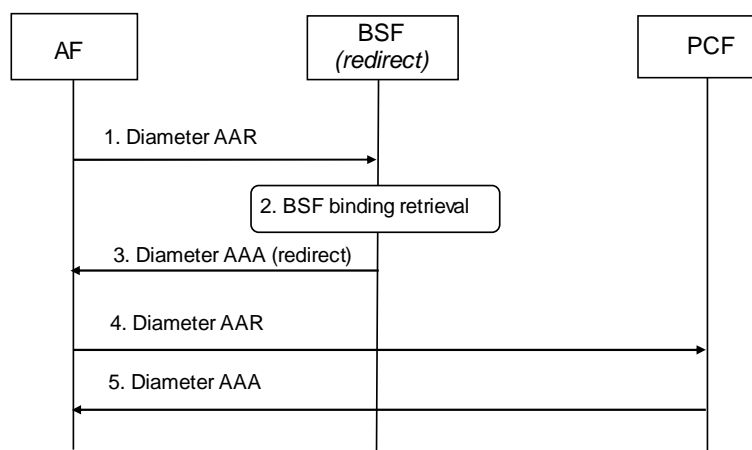 AF
BSF
(redirect)
PCF
1. Diameter AAR
2. BSF binding retrieval
3. Diameter AAA (redirect)
4. Diameter AAR
5. Diameter AAA